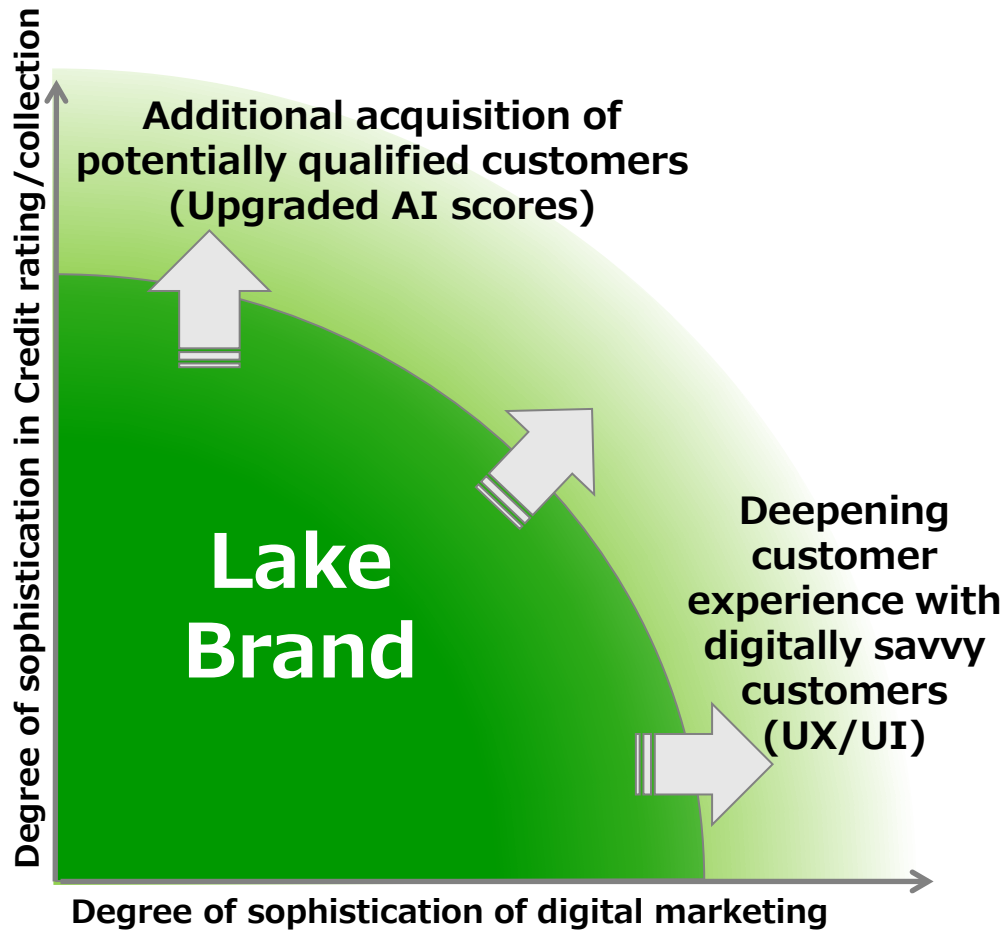 Degree of sophistication in Credit rating/collection
Additional acquisition of
potentially qualified customers
(Upgraded AI scores)
Lake
Brand
Deepening
customer
experience with
digitally savvy
customers
(UX/UI)
Degree of sophistication of digital marketing